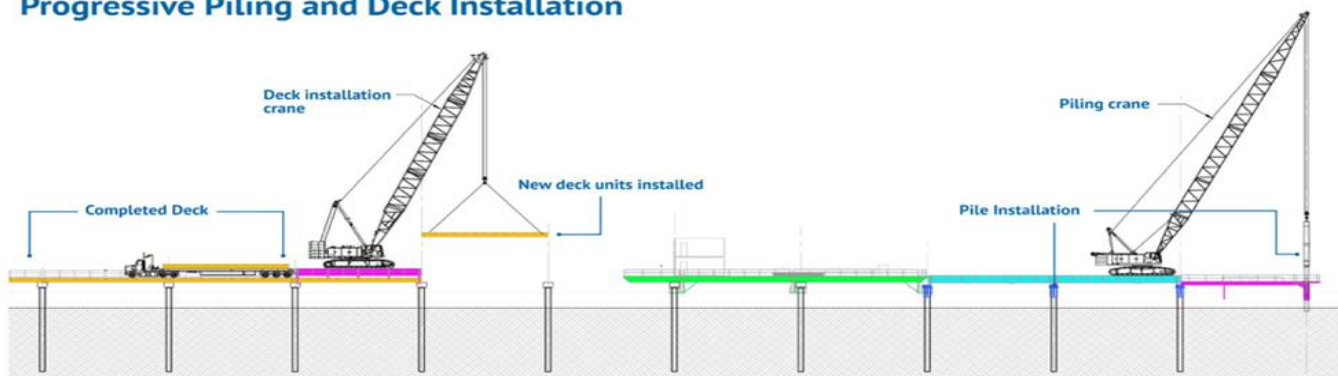 Progressive Piling and Deck Installation
Deck installation
crane
Piling crane
New deck units installed
Completed Deck
Pile Installation